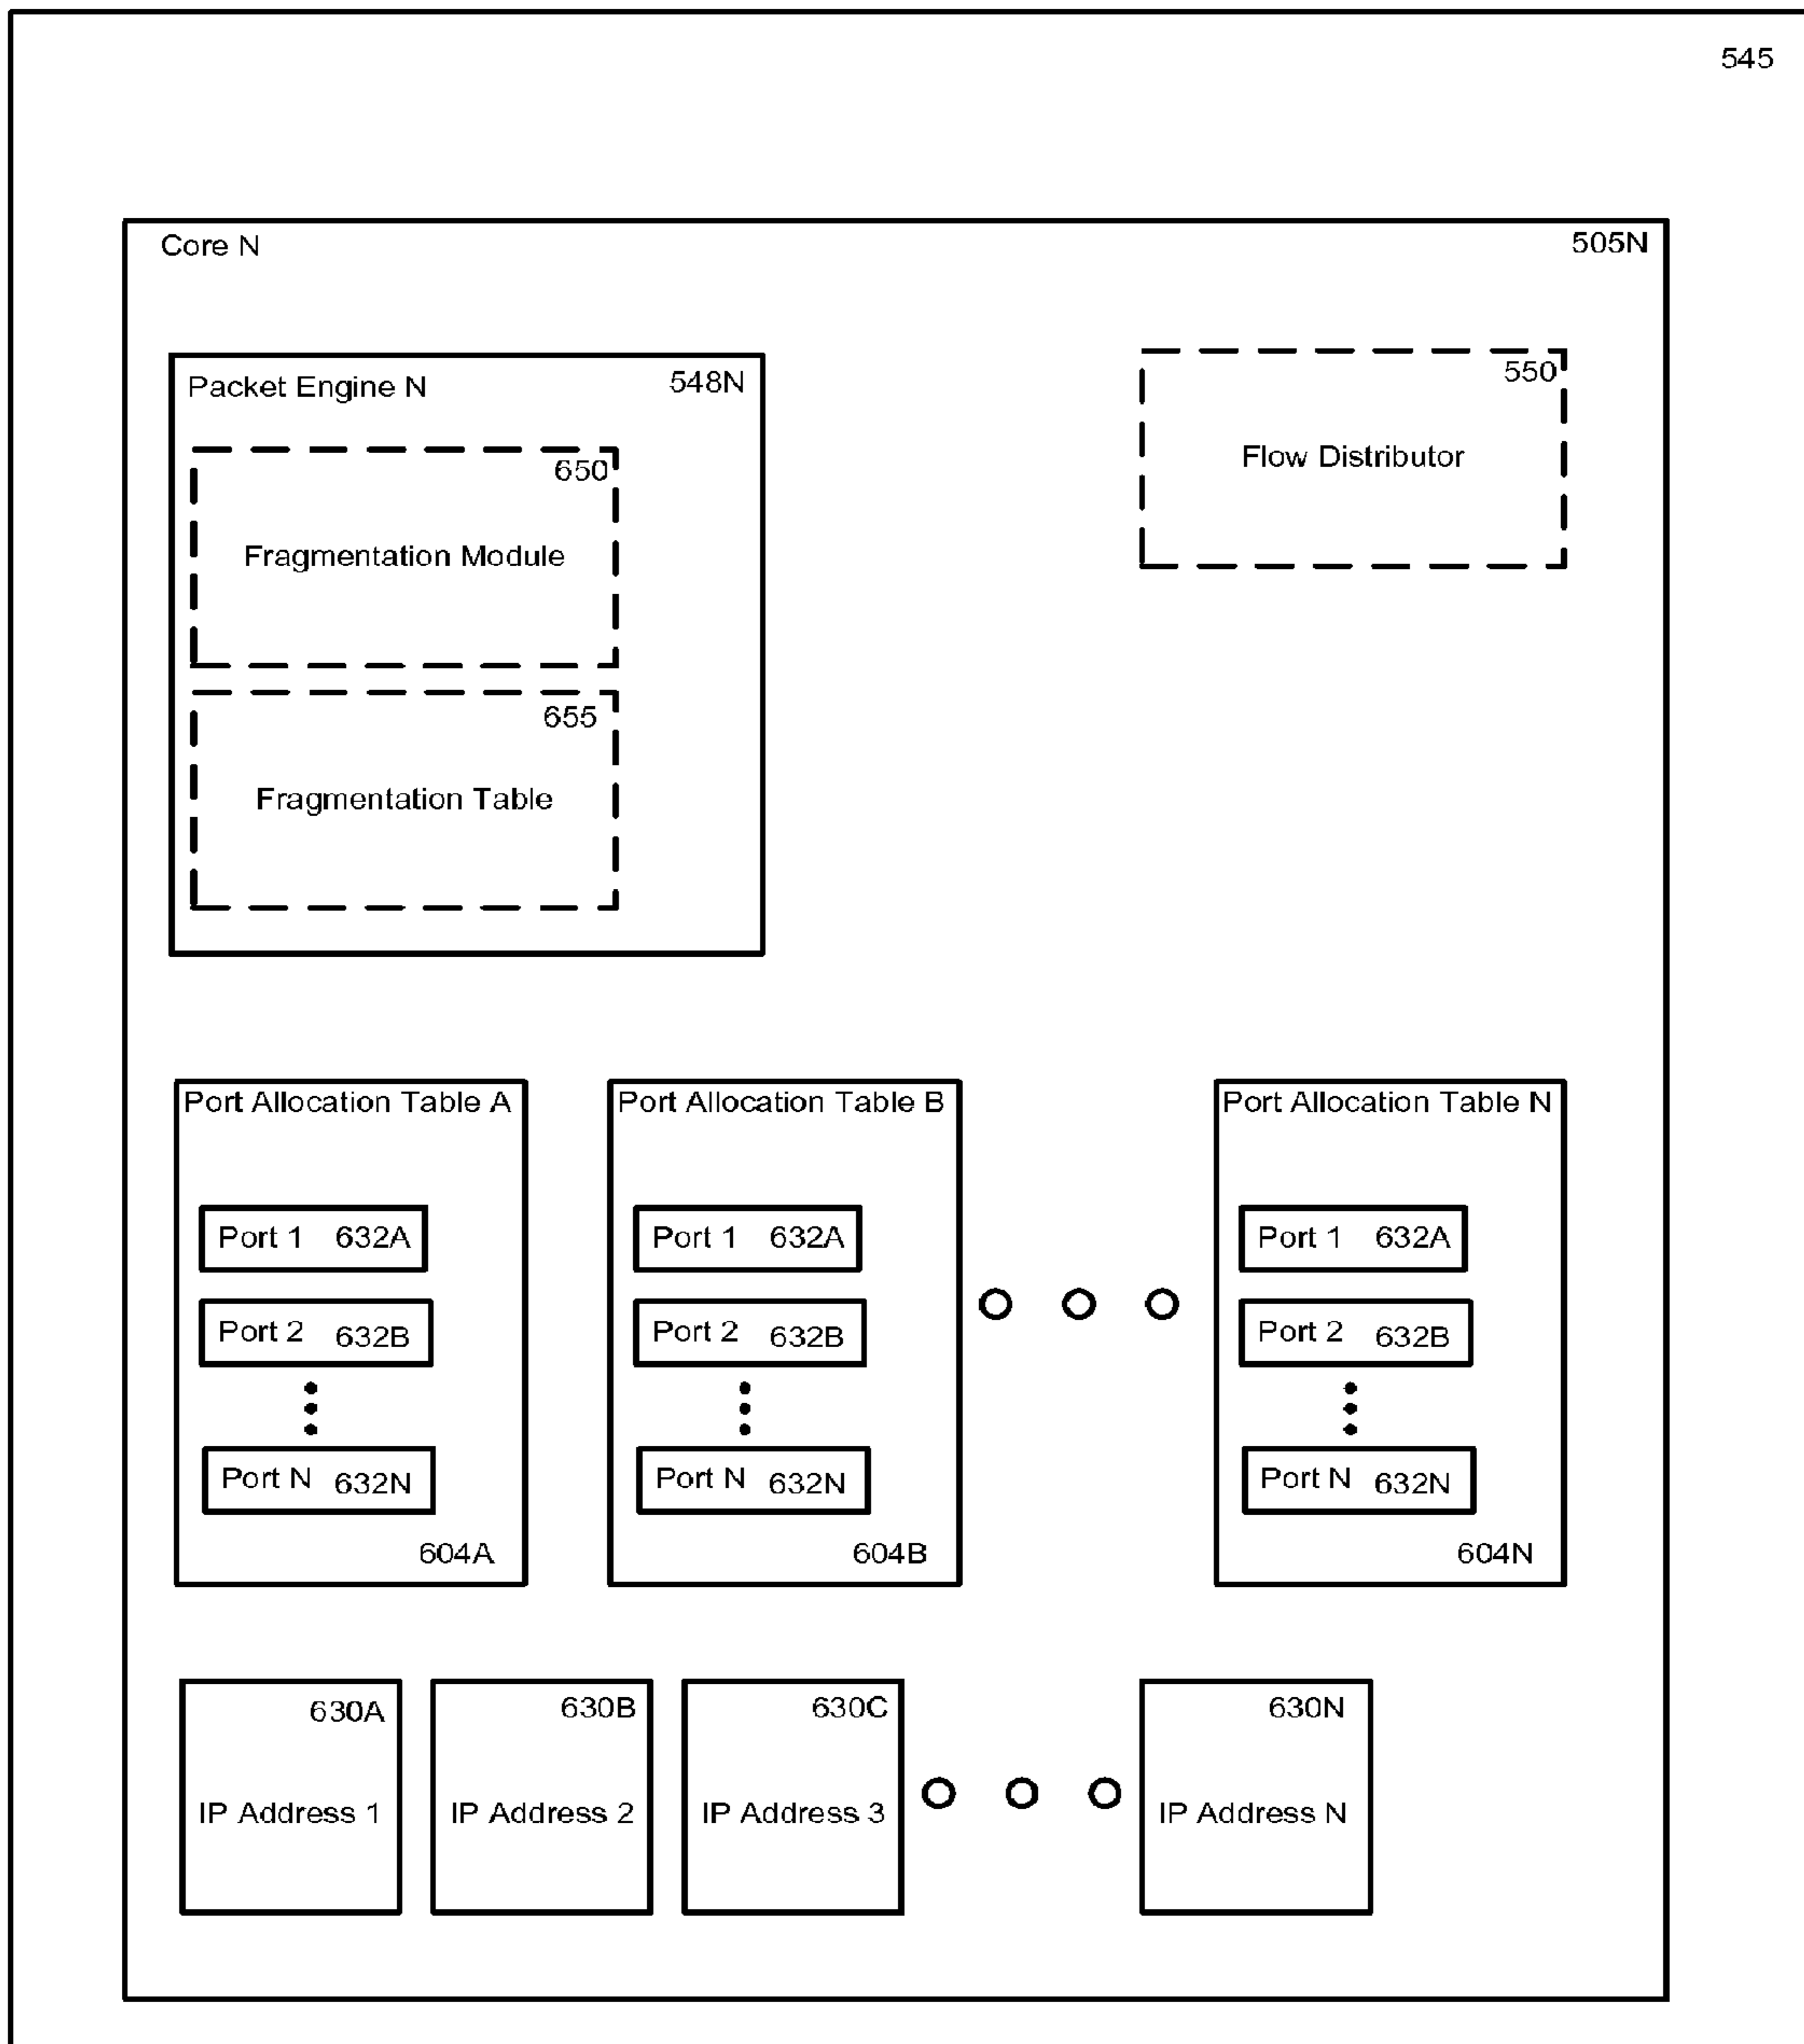 545
Core N 505N
Packet Engine N 548N
550
Flow Distributor
650
Fragmentation Module
655
Fragmentation Table
Port Allocation Table A
Port 1 632A
Port 2 632B
Port N 632N
604A
Port Allocation Table B
Port 1 632A
Port 2 632B
Port N 632N
604B
Port Allocation Table N
Port 1 632A
Port 2 632B
Port N 632N
604N
630A
IP Address 1
630B
IP Address 2
630C
IP Address 3
630N
IP Address N